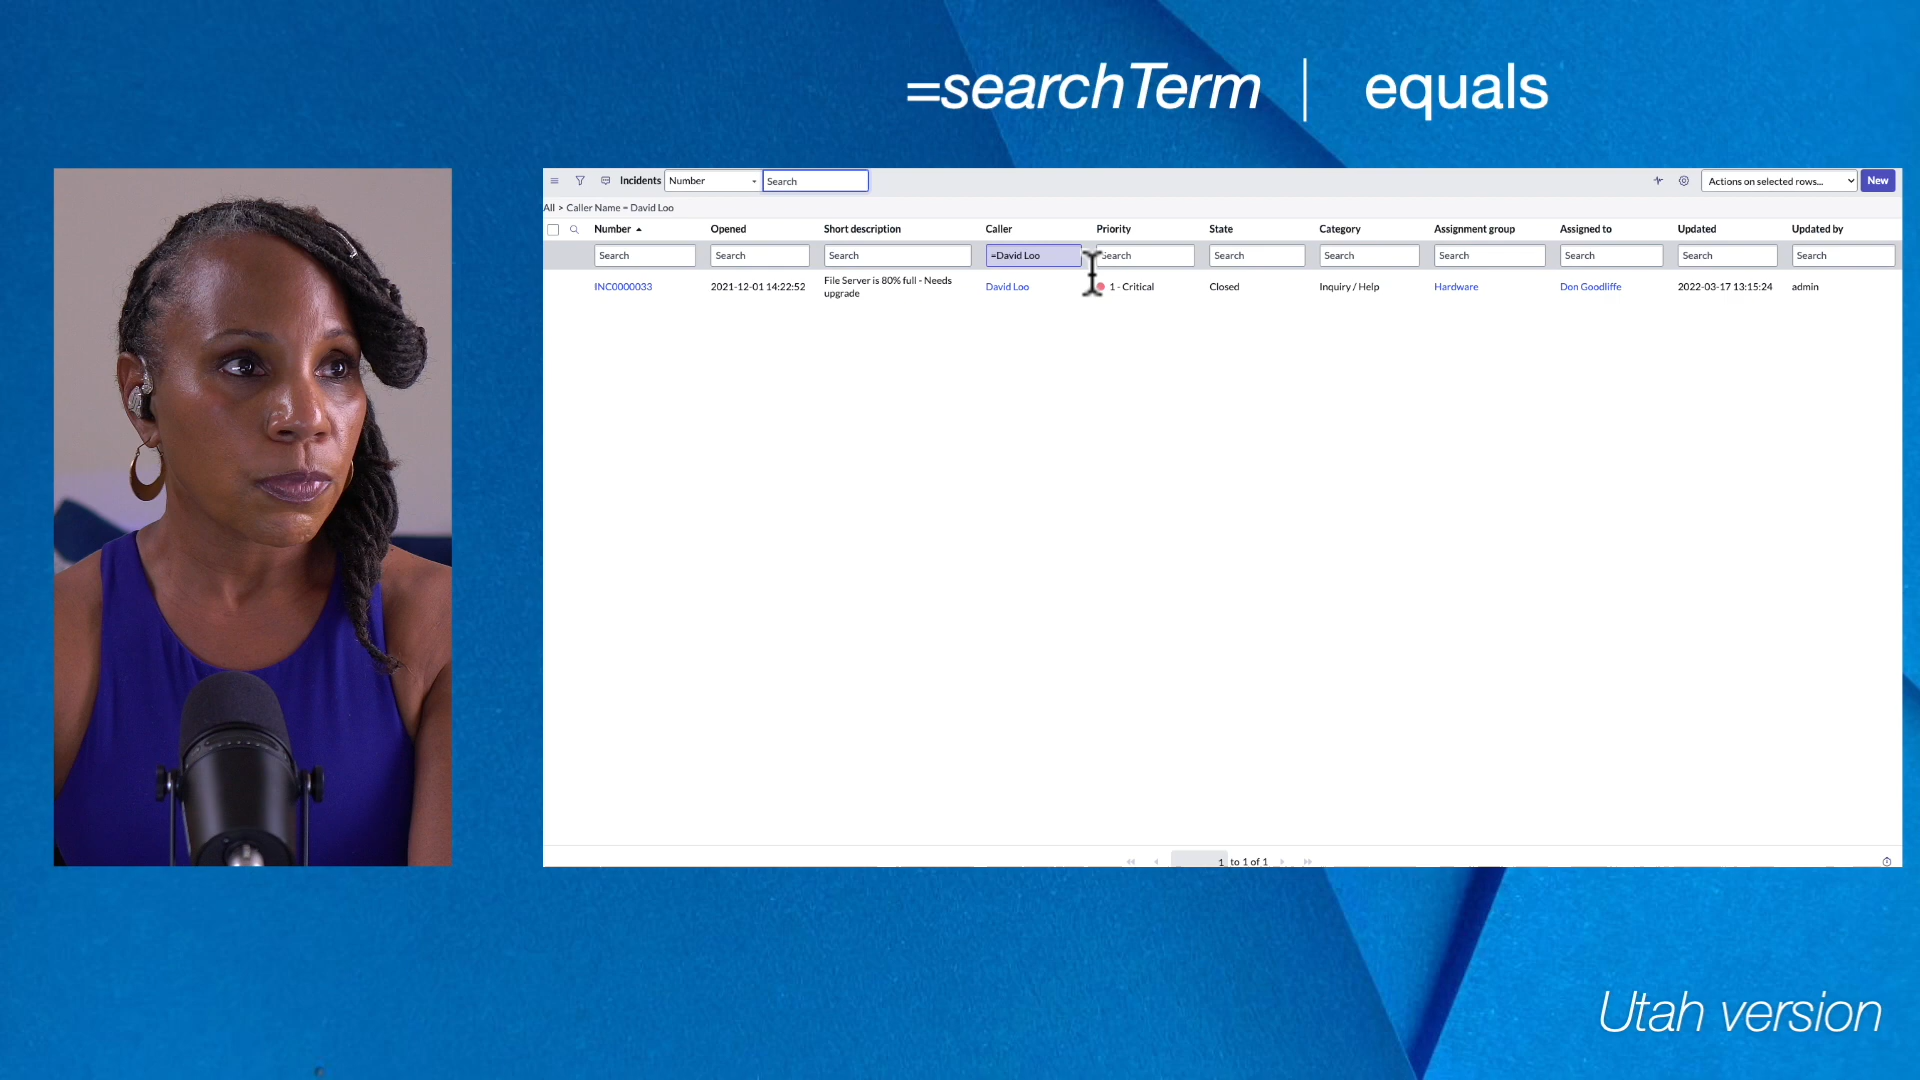 =searchTerm | equals
Incidents Number Search Actions on selected rows... New
All > Caller Name = David Loo
Number Opened Short description Caller Priority State Category Assignment group Assigned to Updated Updated by
Search Search Search =David Loo Search Search Search Search Search Search Search
INC0000033 2021-12-01 14:22:52 File Server is 80% full - Needs David Loo 1 - Critical Closed Inquiry / Help Hardware Don Goodliffe 2022-03-17 13:15:24 admin
upgrade
1 to 1 of 1
Utah version